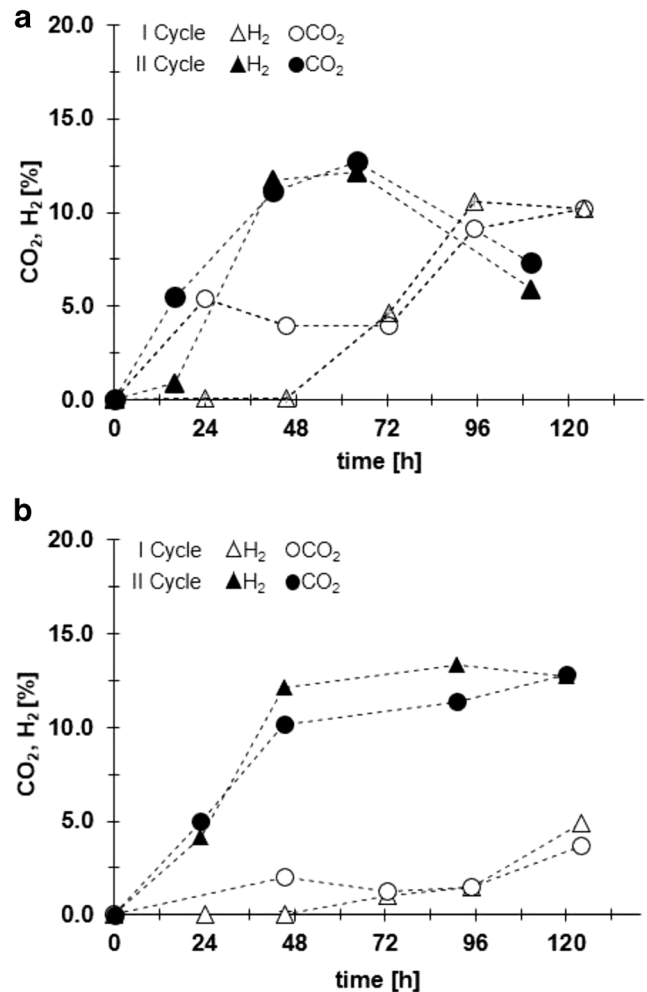 a
20.0
I Cycle △H₂ ○CO₂
II Cycle ▲H₂ ●CO₂
15.0
10.0
5.0
0.0
CO₂, H₂ [%]
0 24 48 72 96 120
time [h]
b
20.0
I Cycle △H₂ ○CO₂
II Cycle ▲H₂ ●CO₂
15.0
10.0
5.0
0.0
CO₂, H₂ [%]
0 24 48 72 96 120
time [h]